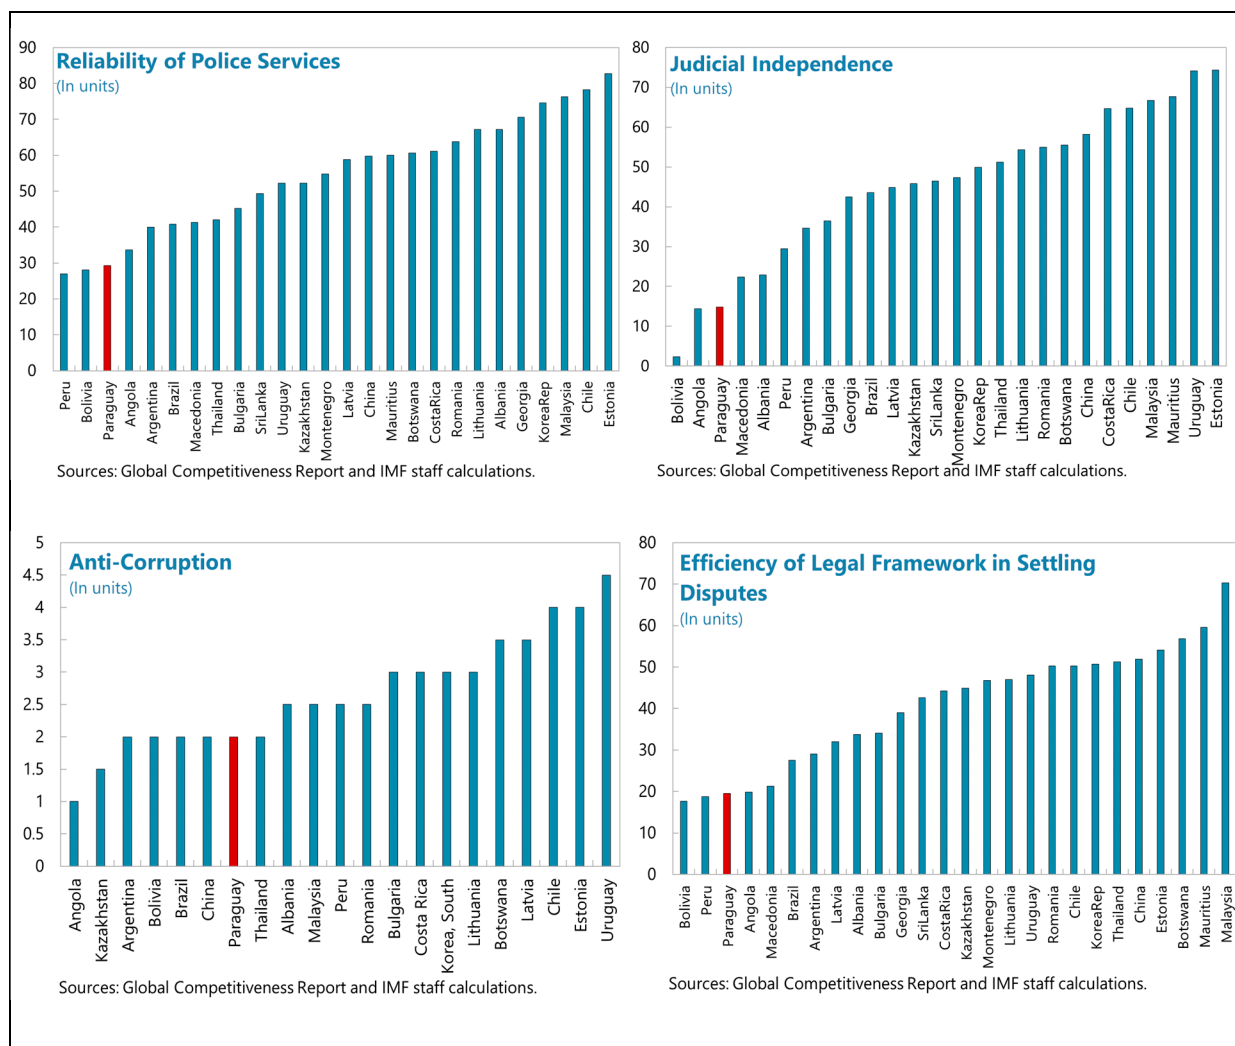 Reliability of Police Services
(In units)
90
80
70
60
50
40
30
20
10
0
Peru
Bolivia
Paraguay
Angola
Argentina
Brazil
Macedonia
Thailand
Bulgaria
SriLanka
Uruguay
Kazakhstan
Montenegro
Latvia
China
Mauritius
Botswana
CostaRica
Romania
Lithuania
Albania
Georgia
KoreaRep
Malaysia
Chile
Estonia
Sources: Global Competitiveness Report and IMF staff calculations.
Judicial Independence
(In units)
80
70
60
50
40
30
20
10
0
Bolivia
Angola
Paraguay
Macedonia
Albania
Peru
Argentina
Bulgaria
Georgia
Brazil
Latvia
Kazakhstan
SriLanka
Montenegro
KoreaRep
Thailand
Lithuania
Romania
Botswana
China
CostaRica
Chile
Malaysia
Mauritius
Uruguay
Estonia
Sources: Global Competitiveness Report and IMF staff calculations.
Anti-Corruption
(In units)
5
4.5
4
3.5
3
2.5
2
1.5
1
0.5
0
Angola
Kazakhstan
Argentina
Bolivia
Brazil
China
Paraguay
Thailand
Albania
Malaysia
Peru
Romania
Bulgaria
Costa Rica
Korea, South
Lithuania
Botswana
Latvia
Chile
Estonia
Uruguay
Sources: Global Competitiveness Report and IMF staff calculations.
Efficiency of Legal Framework in Settling
Disputes
(In units)
80
70
60
50
40
30
20
10
0
Bolivia
Peru
Paraguay
Angola
Macedonia
Brazil
Argentina
Latvia
Albania
Bulgaria
Georgia
SriLanka
CostaRica
Kazakhstan
Montenegro
Lithuania
Uruguay
Romania
Chile
KoreaRep
Thailand
China
Estonia
Botswana
Mauritius
Malaysia
Sources: Global Competitiveness Report and IMF staff calculations.